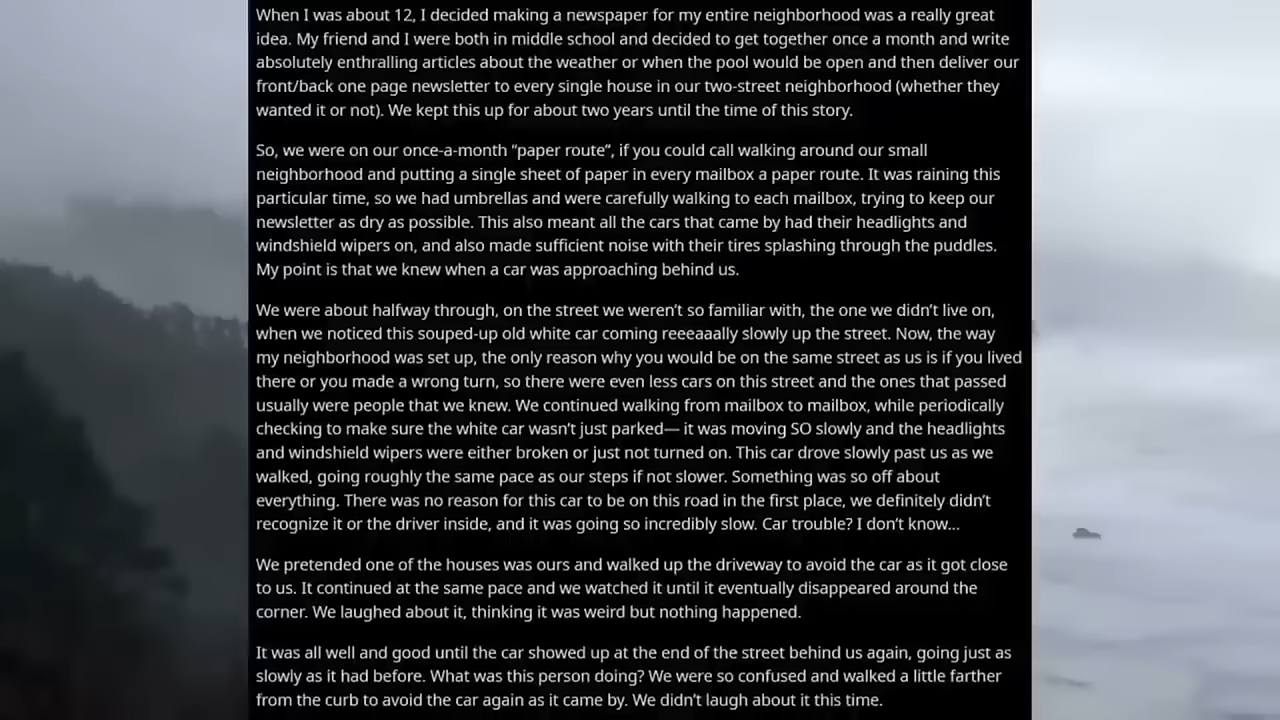 When I was about 12, I decided making a newspaper for my entire neighborhood was a really great
idea. My friend and I were both in middle school and decided to get together once a month and write
absolutely enthralling articles about the weather or when the pool would be open and then deliver our
front/back one page newsletter to every single house in our two-street neighborhood (whether they
wanted it or not). We kept this up for about two years until the time of this story.
So, we were on our once-a-month “paper route”, if you could call walking around our small
neighborhood and putting a single sheet of paper in every mailbox a paper route. It was raining this
particular time, so we had umbrellas and were carefully walking to each mailbox, trying to keep our
newsletter as dry as possible. This also meant all the cars that came by had their headlights and
windshield wipers on, and also made sufficient noise with their tires splashing through the puddles.
My point is that we knew when a car was approaching behind us.
We were about halfway through, on the street we weren’t so familiar with, the one we didn’t live on,
when we noticed this souped-up old white car coming reeeaaally slowly up the street. Now, the way
my neighborhood was set up, the only reason why you would be on the same street as us is if you lived
there or you made a wrong turn, so there were even less cars on this street and the ones that passed
usually were people that we knew. We continued walking from mailbox to mailbox, while periodically
checking to make sure the white car wasn’t just parked— it was moving SO slowly and the headlights
and windshield wipers were either broken or just not turned on. This car drove slowly past us as we
walked, going roughly the same pace as our steps if not slower. Something was so off about
everything. There was no reason for this car to be on this road in the first place, we definitely didn’t
recognize it or the driver inside, and it was going so incredibly slow. Car trouble? I don’t know...
We pretended one of the houses was ours and walked up the driveway to avoid the car as it got close
to us. It continued at the same pace and we watched it until it eventually disappeared around the
corner. We laughed about it, thinking it was weird but nothing happened.
It was all well and good until the car showed up at the end of the street behind us again, going just as
slowly as it had before. What was this person doing? We were so confused and walked a little farther
from the curb to avoid the car again as it came by. We didn’t laugh about it this time.